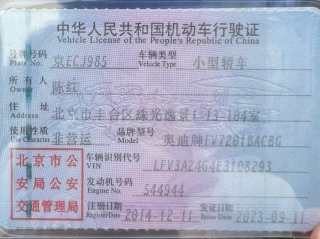 中华人民共和国机动车行驶证
Vehicle License of the People's Republic of China
号牌号码 京ECJ985 车辆类型 小型轿车
Plate No. Vehicle Type
所有人 陈红
Owner
住址 北京市丰台区珠光逸景1-13-104室
Address
使用性质 非营运 品牌型号 奥迪牌FV7201BACBG
Use Character Model
北京市公安局公安交通管理局
车辆识别代号 LFV3A24G4E3108293
VIN
发动机号码 544944
Engine No.
注册日期 2014-12-11 发证日期 2023-09-11
Register Date Issue Date